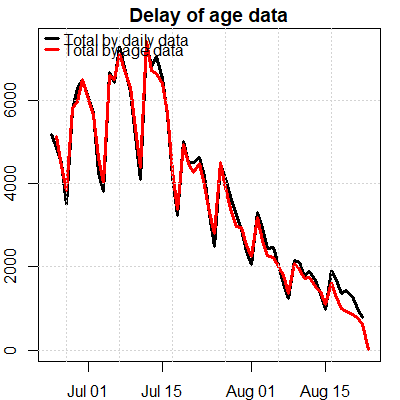 Delay of age data
Total by daily data
Total by age data
6000
4000
2000
0
Jul 01 Jul 15 Aug 01 Aug 15